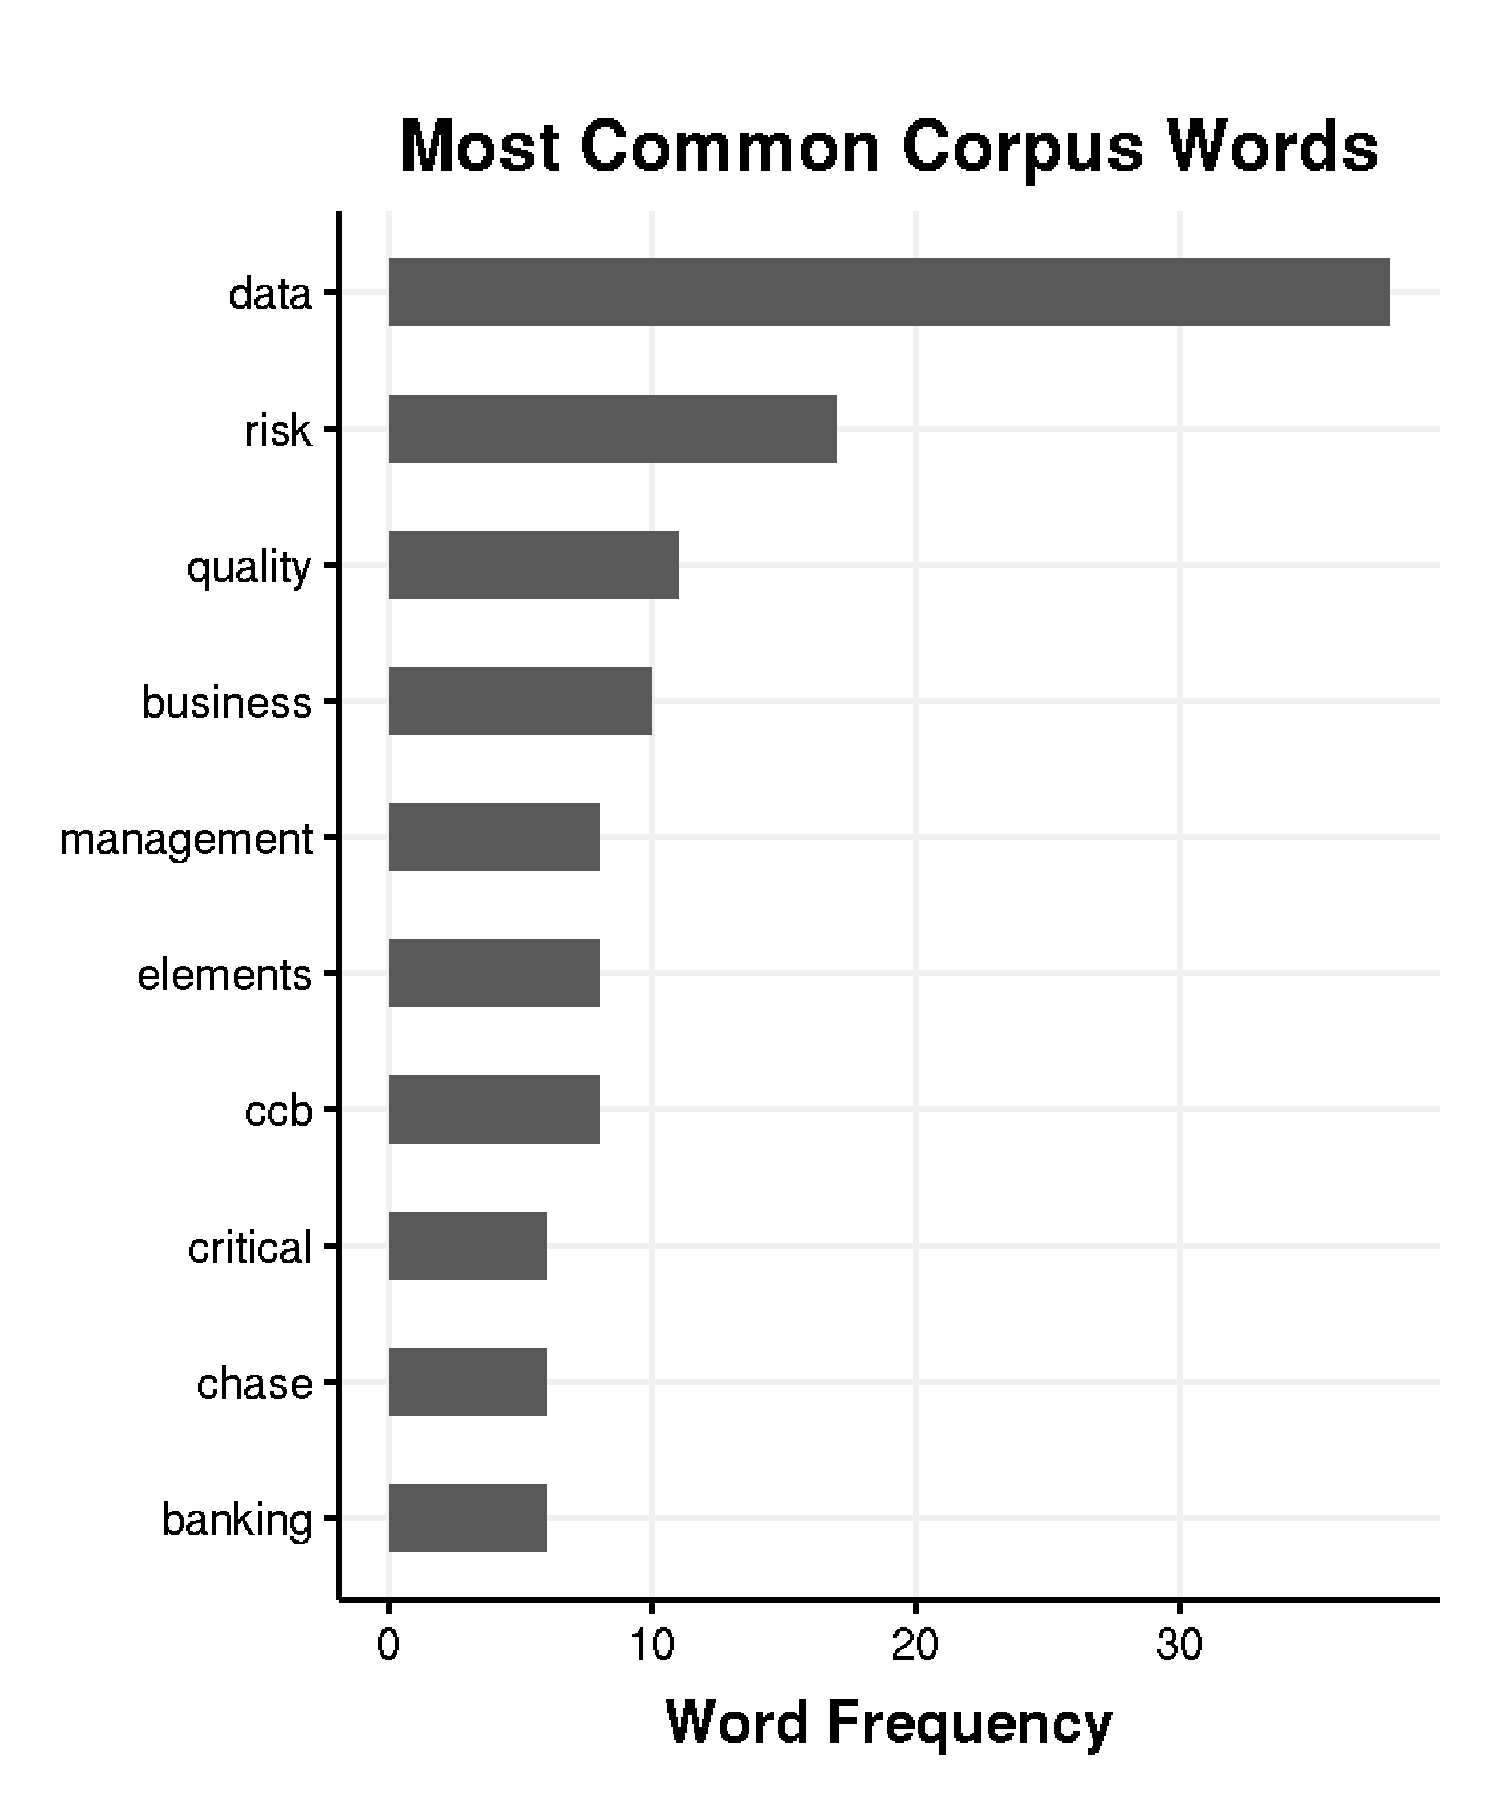 Most Common Corpus Words
data
risk
quality
business
management
elements
ccb
critical
chase
banking
0 10 20 30
Word Frequency